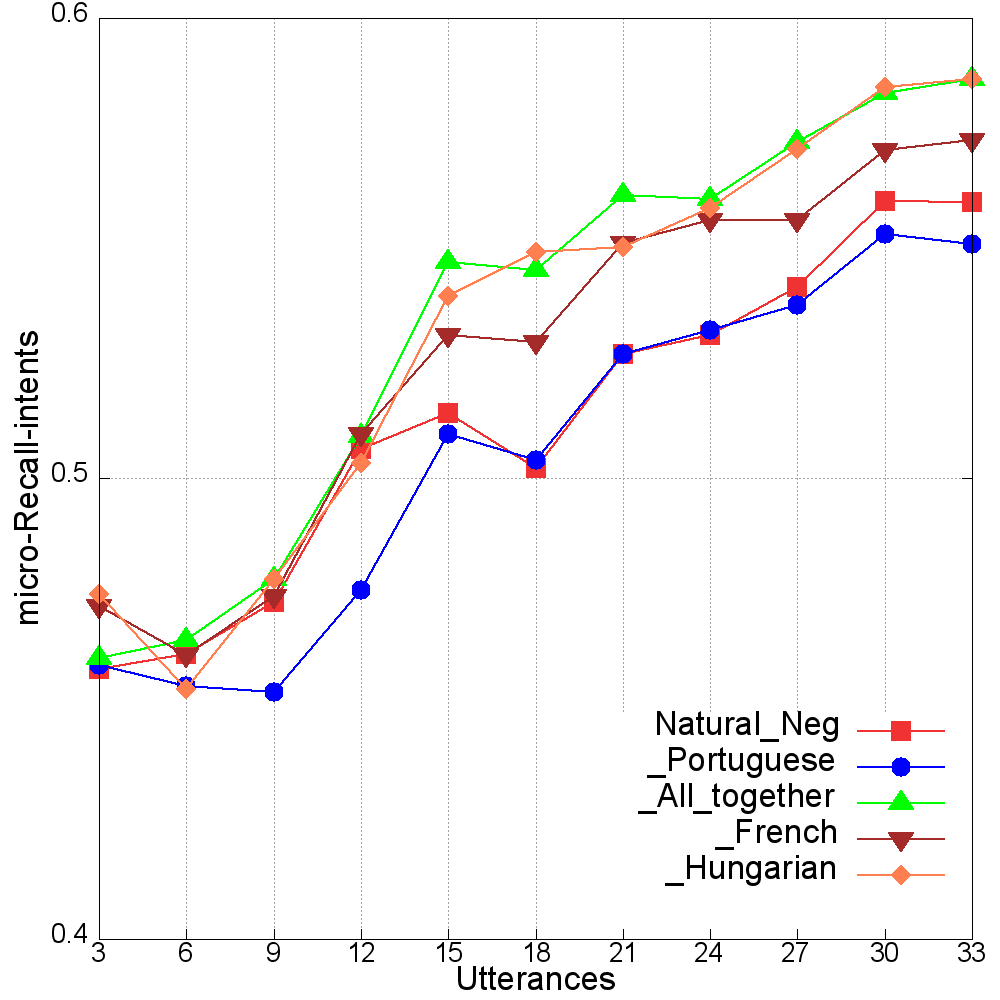 0.6
0.5
0.4
micro-Recall-intents
3 6 9 12 15 18 21 24 27 30 33
Utterances
Natural_Neg
_Portuguese
_All_together
_French
_Hungarian